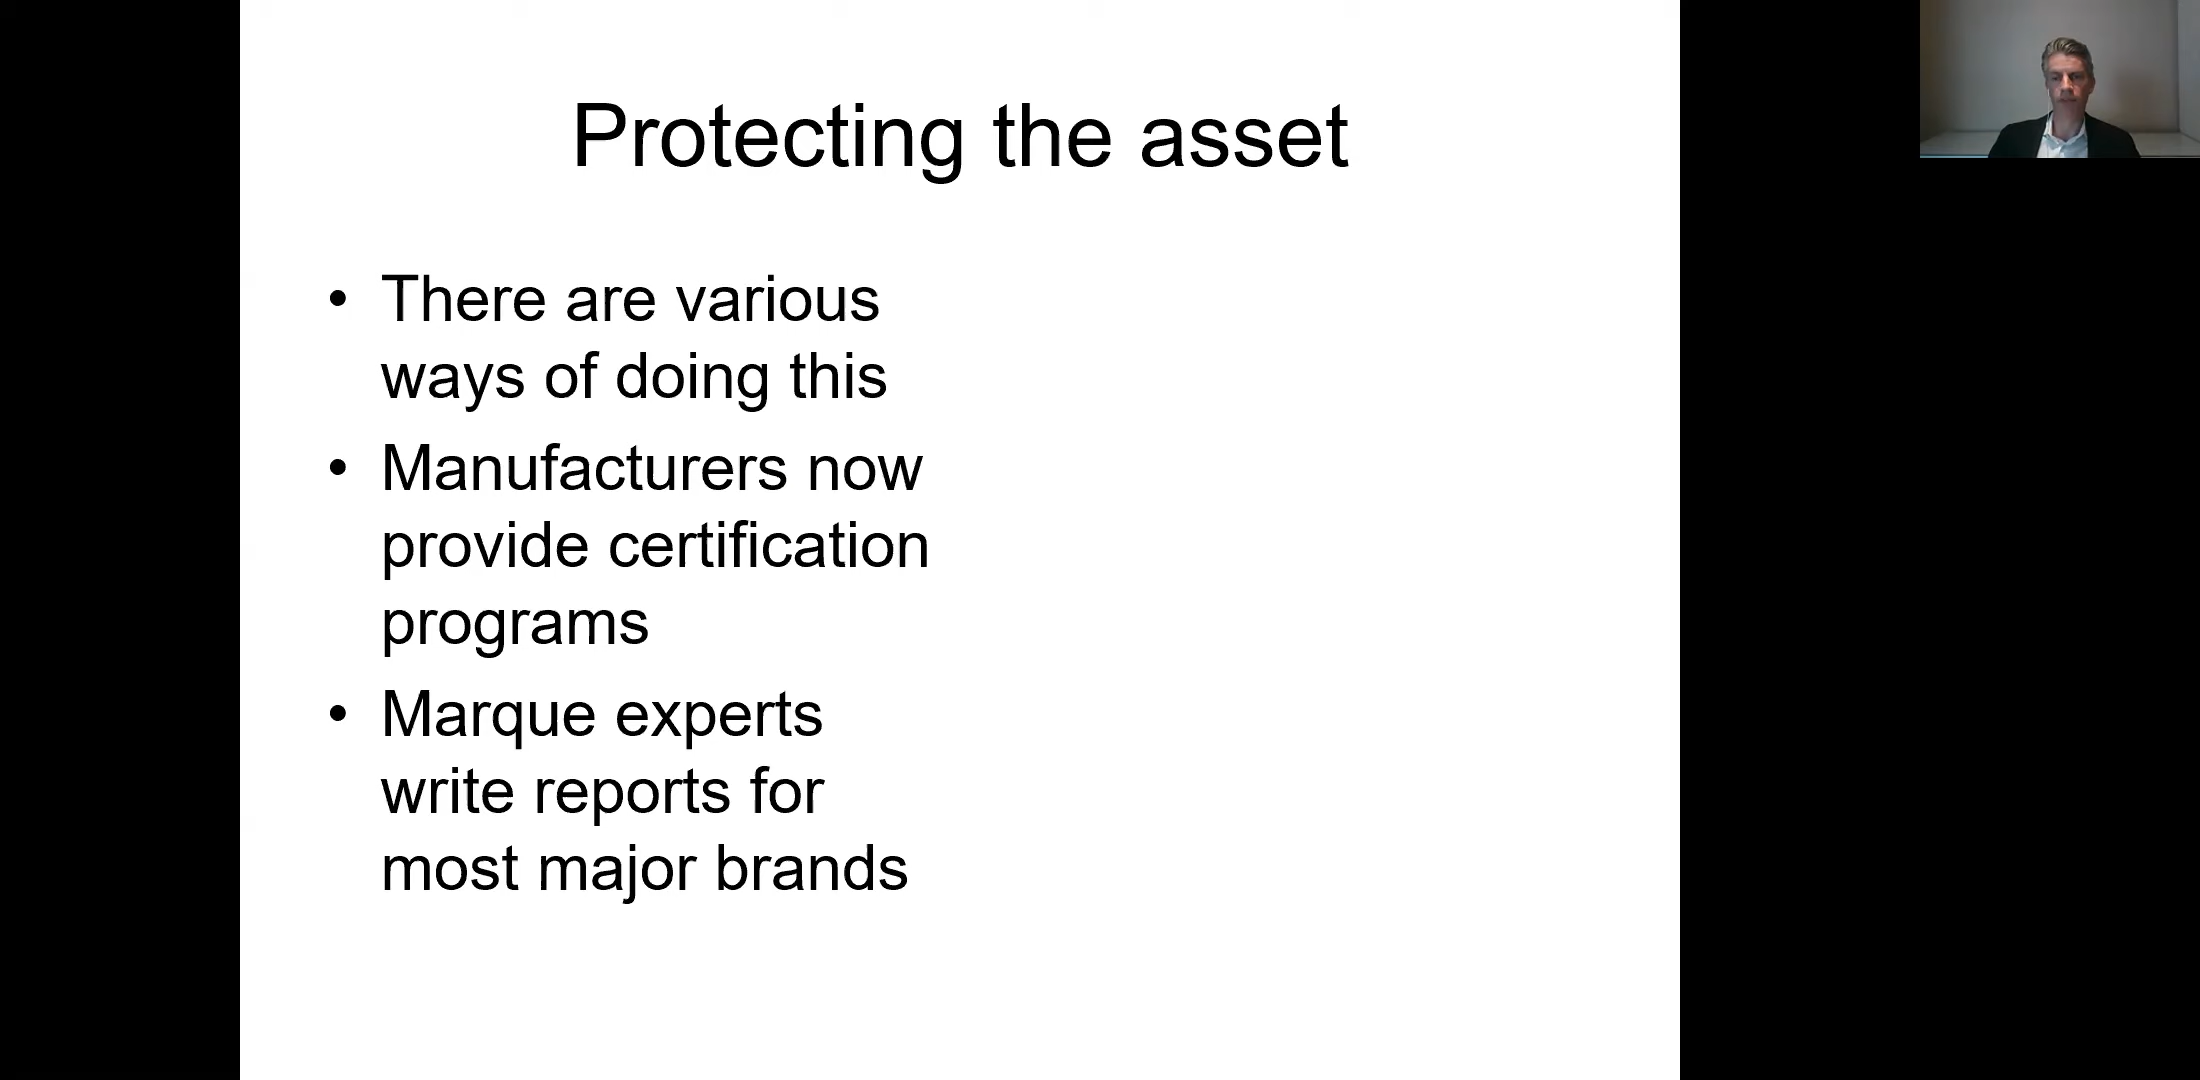 Protecting the asset
• There are various
ways of doing this
• Manufacturers now
provide certification
programs
• Marque experts
write reports for
most major brands